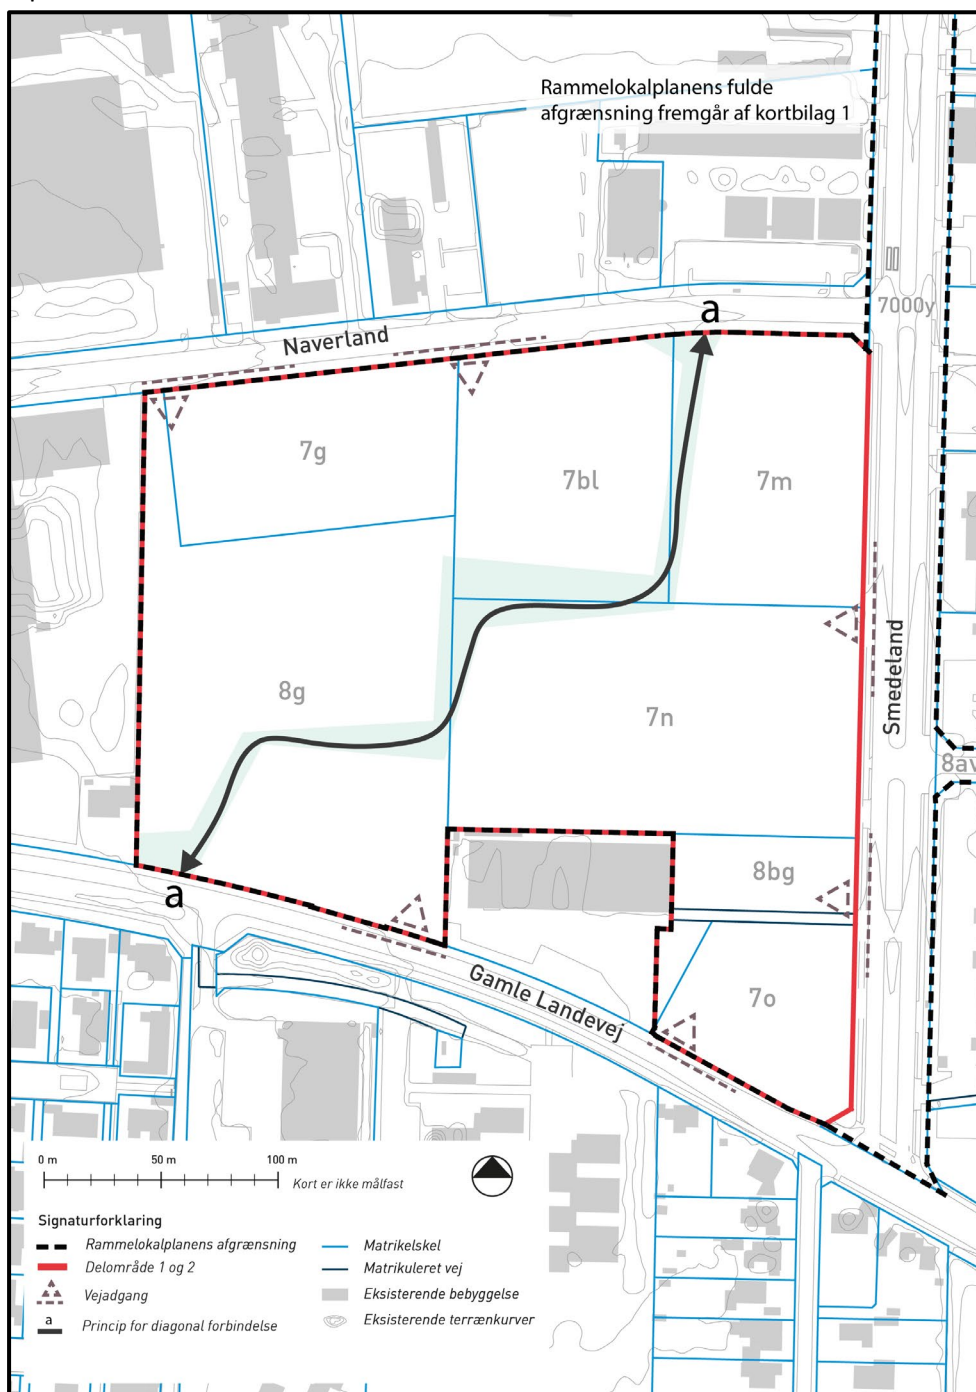 Rammelokalplanens fulde
afgrænsning fremgår af kortbilag 1
7000y
a
Naverland
7g
7bl
7m
Smedeland
8g
7n
8av
8bg
a
Gamle Landevej
7o
0 m 50 m 100 m
Kort er ikke målfast
Signaturforklaring
Rammelokalplanens afgrænsning
Delområde 1 og 2
Vejadgang
a
Princip for diagonal forbindelse
Matrikelskel
Matrikuleret vej
Eksisterende bebyggelse
Eksisterende terrænkurver